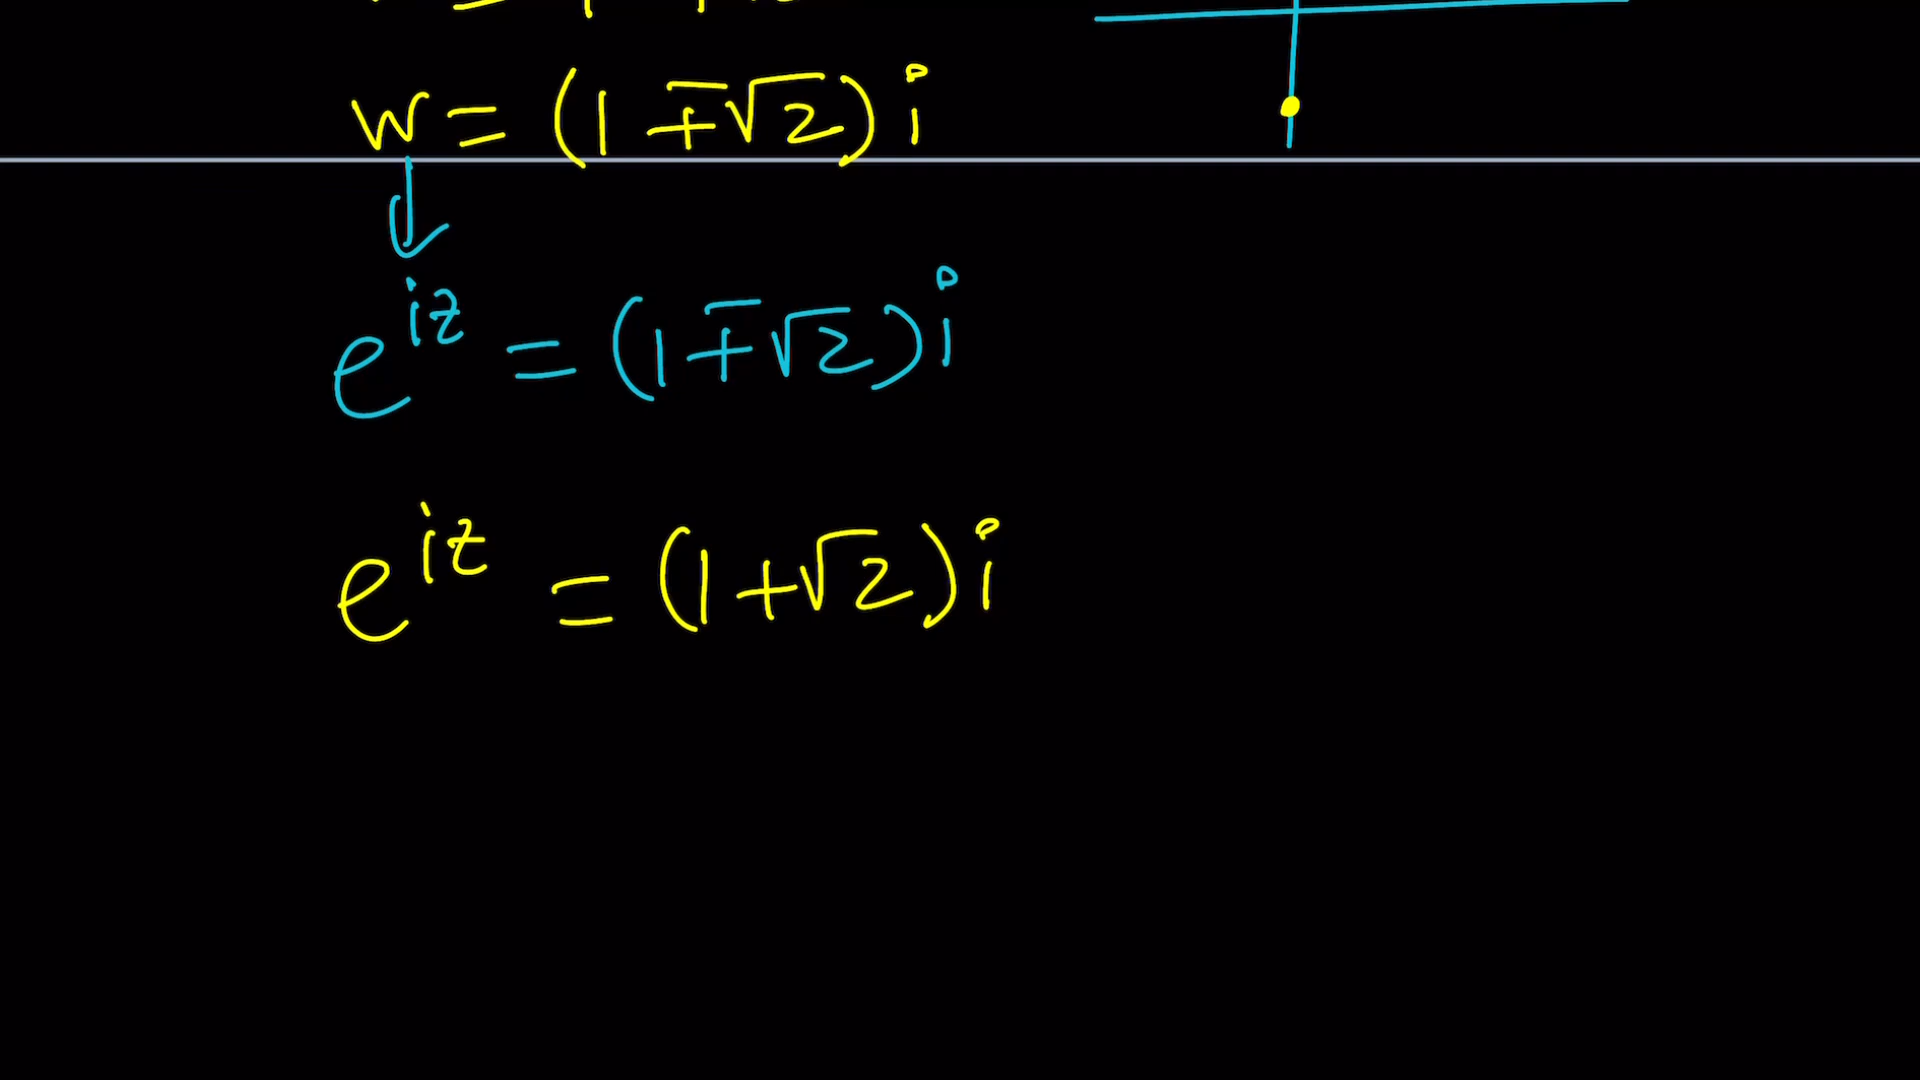 w = (1 ∓ √2) i
e^{iz} = (1 ∓ √2) i
e^{iz} = (1 + √2) i